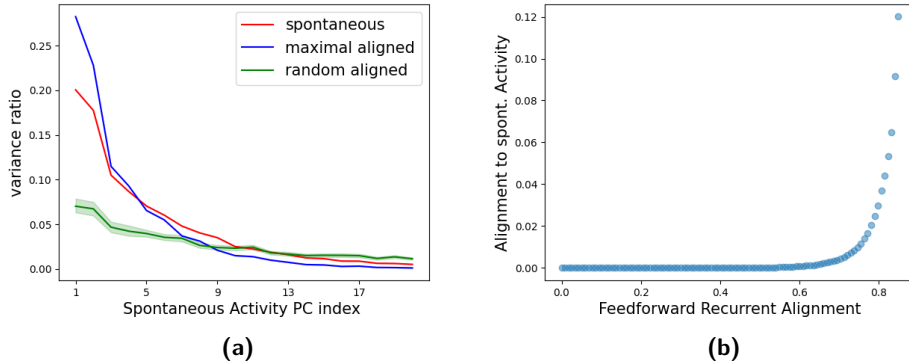 spontaneous
maximal aligned
random aligned
variance ratio
0.25
0.20
0.15
0.10
0.05
0.00
1 5 9 13 17
Spontaneous Activity PC index
(a)
Alignment to spont. Activity
0.12
0.10
0.08
0.06
0.04
0.02
0.00
0.0 0.2 0.4 0.6 0.8
Feedforward Recurrent Alignment
(b)